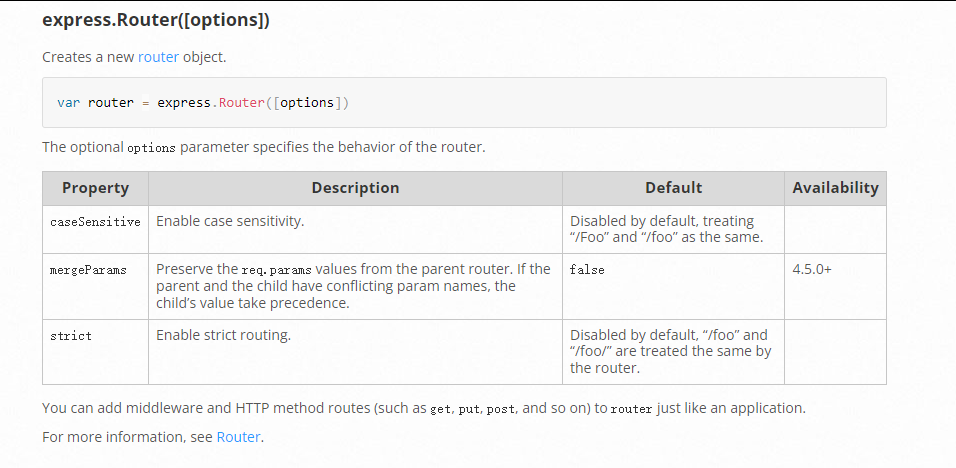 express.Router([options])
Creates a new router object.
var router = express.Router([options])
The optional options parameter specifies the behavior of the router.
Property Description Default Availability
caseSensitive Enable case sensitivity. Disabled by default, treating
“/Foo” and “/foo” as the same.
mergeParams Preserve the req.params values from the parent router. If the false 4.5.0+
parent and the child have conflicting param names, the
child’s value take precedence.
strict Enable strict routing. Disabled by default, “/foo” and
“/foo/” are treated the same by
the router.
You can add middleware and HTTP method routes (such as get, put, post, and so on) to router just like an application.
For more information, see Router.